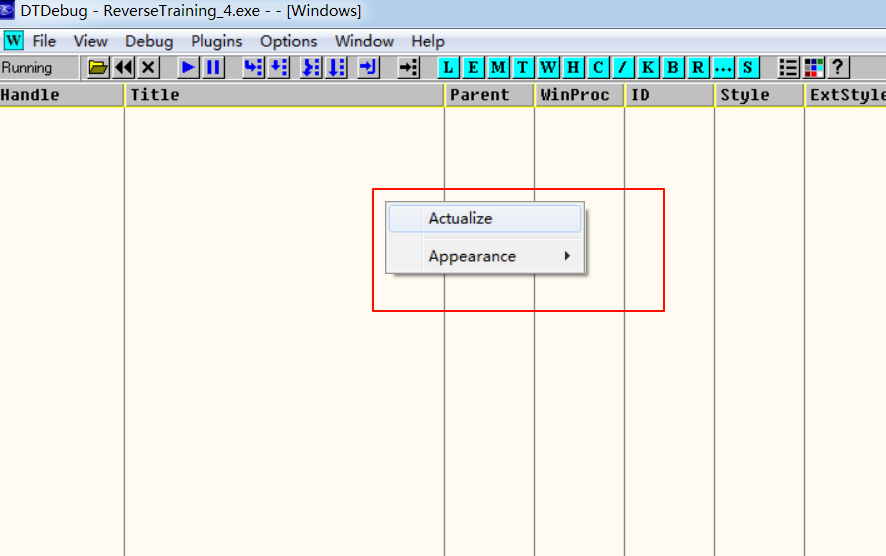 DTDebug - ReverseTraining_4.exe - - [Windows]
W File View Debug Plugins Options Window Help
Running L E M T W H C / K B R ... S ?
Handle Title Parent WinProc ID Style ExtStyle
Actualize
Appearance